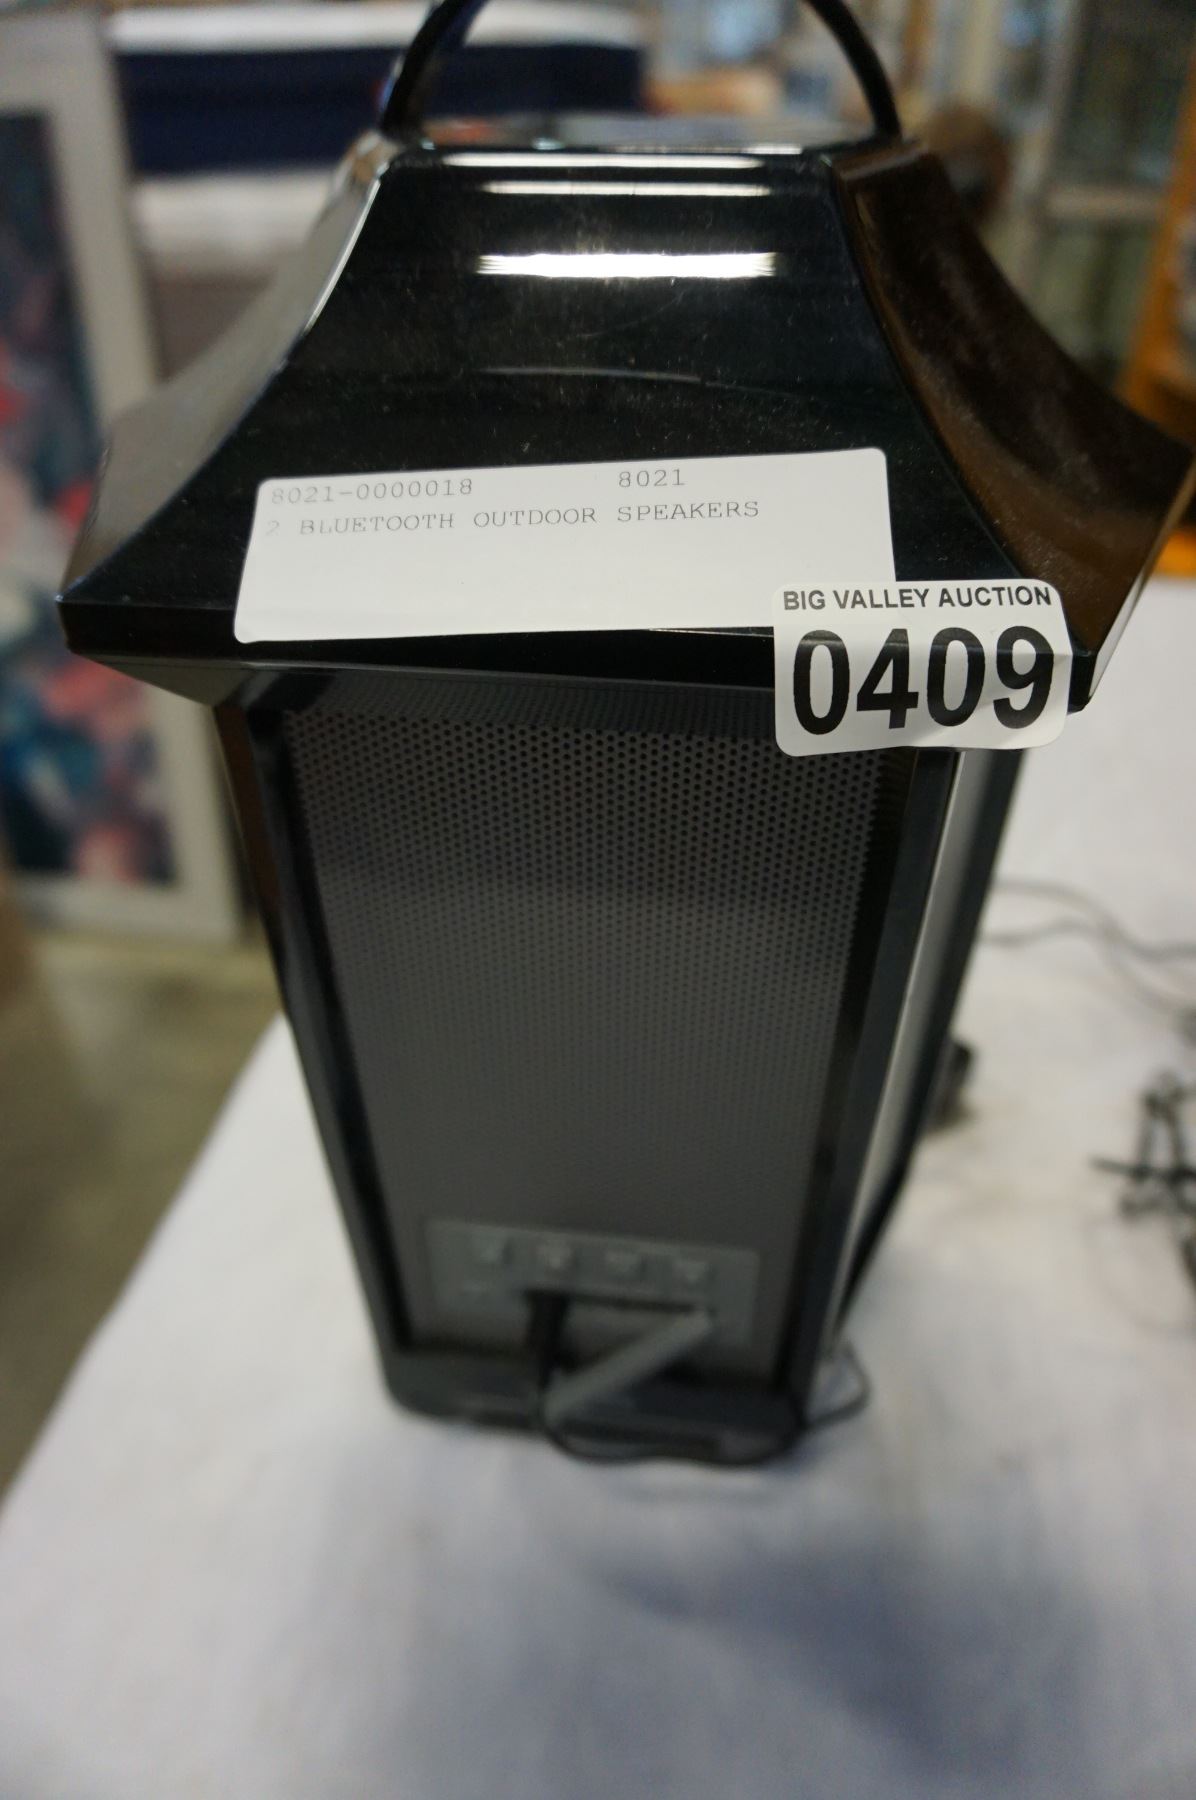 8021-0000018 8021
2 BLUETOOTH OUTDOOR SPEAKERS
BIG VALLEY AUCTION
0409